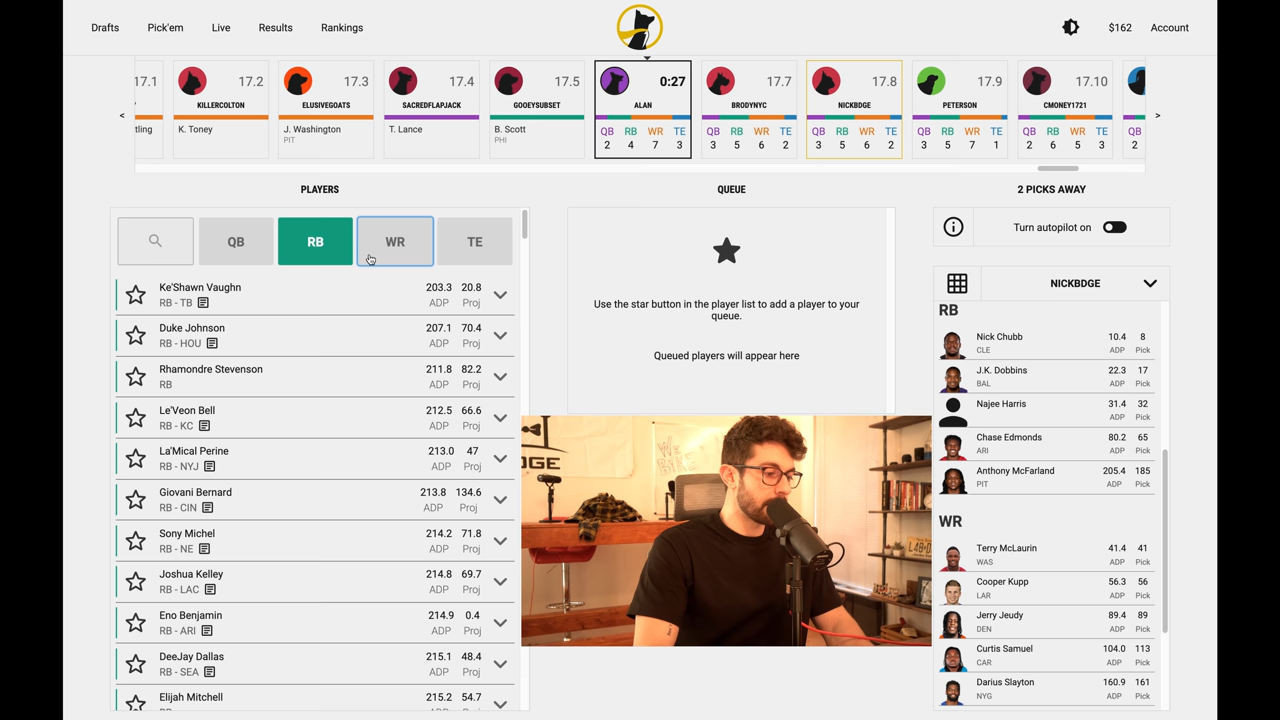 Drafts Pick'em Live Results Rankings $162 Account
17.1 17.2 17.3 17.4 17.5 0:27 17.7 17.8 17.9 17.10
KILLERCOLTON ELUSIVEGOATS SACREDFLAPJACK GOOEYSUBSET ALAN BRODYNYC NICKBDGE PETERSON CMONEY1721
tling K. Toney J. Washington T. Lance B. Scott QB RB WR TE QB RB WR TE QB RB WR TE QB RB WR TE QB RB WR TE QB
PIT PHI 2 4 7 3 3 5 6 2 3 5 6 2 3 5 7 1 2 6 5 3 2
< >
PLAYERS QUEUE 2 PICKS AWAY
QB RB WR TE
Turn autopilot on
Use the star button in the player list to add a player to your
queue.
Queued players will appear here
Ke'Shawn Vaughn 203.3 20.8
RB - TB ADP Proj
Duke Johnson 207.1 70.4
RB - HOU ADP Proj
Rhamondre Stevenson 211.8 82.2
RB ADP Proj
Le'Veon Bell 212.5 66.6
RB - KC ADP Proj
La'Mical Perine 213.0 47
RB - NYJ ADP Proj
Giovani Bernard 213.8 134.6
RB - CIN ADP Proj
Sony Michel 214.2 71.8
RB - NE ADP Proj
Joshua Kelley 214.8 69.7
RB - LAC ADP Proj
Eno Benjamin 214.9 0.4
RB - ARI ADP Proj
DeeJay Dallas 215.1 48.4
RB - SEA ADP Proj
Elijah Mitchell 215.2 54.7
NICKBDGE
RB
Nick Chubb 10.4 8
CLE ADP Pick
J.K. Dobbins 22.3 17
BAL ADP Pick
Najee Harris 31.4 32
ADP Pick
Chase Edmonds 80.2 65
ARI ADP Pick
Anthony McFarland 205.4 185
PIT ADP Pick
WR
Terry McLaurin 41.4 41
WAS ADP Pick
Cooper Kupp 56.3 56
LAR ADP Pick
Jerry Jeudy 89.4 89
DEN ADP Pick
Curtis Samuel 104.0 113
CAR ADP Pick
Darius Slayton 160.9 161
NYG ADP Pick